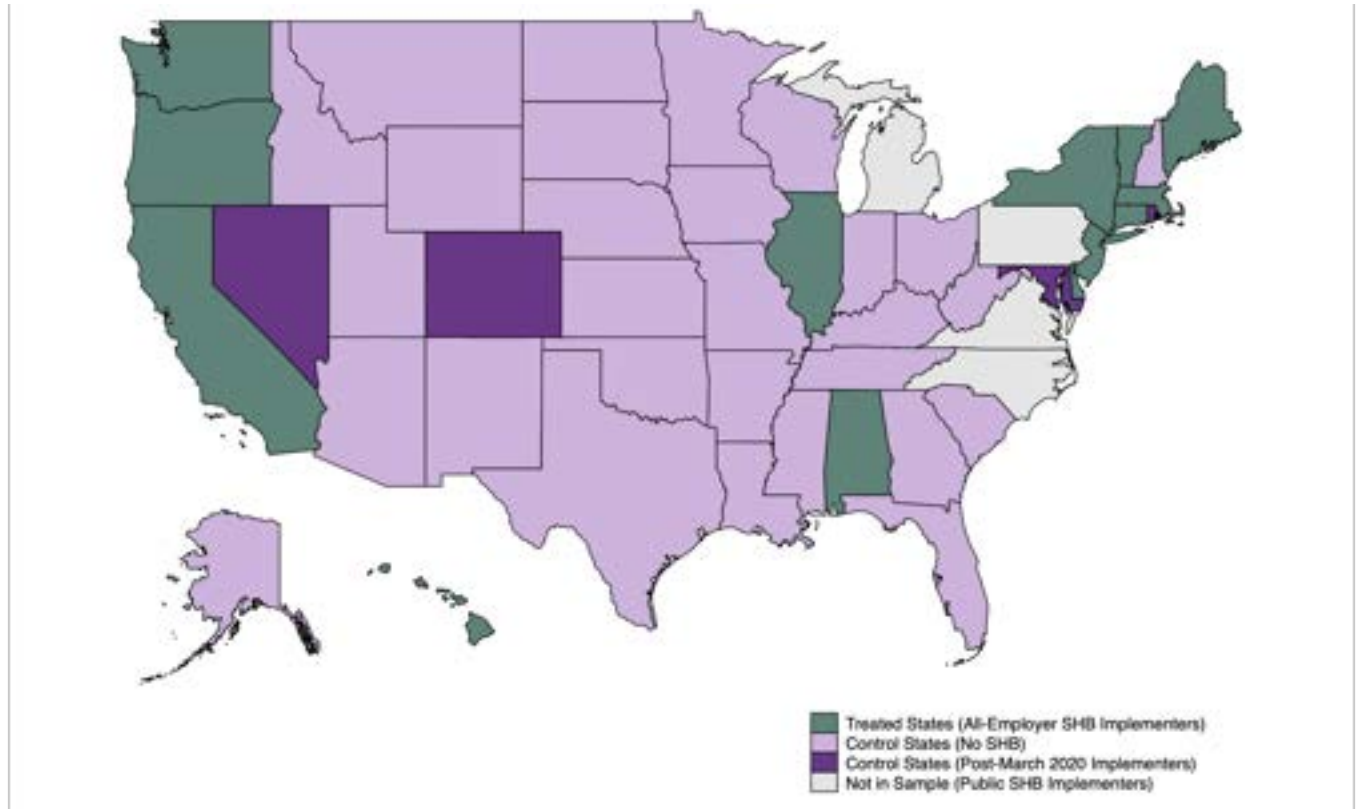 Treated States (All-Employer SHB Implementers)
Control States (No SHB)
Control States (Post-March 2020 Implementers)
Not in Sample (Public SHB Implementers)